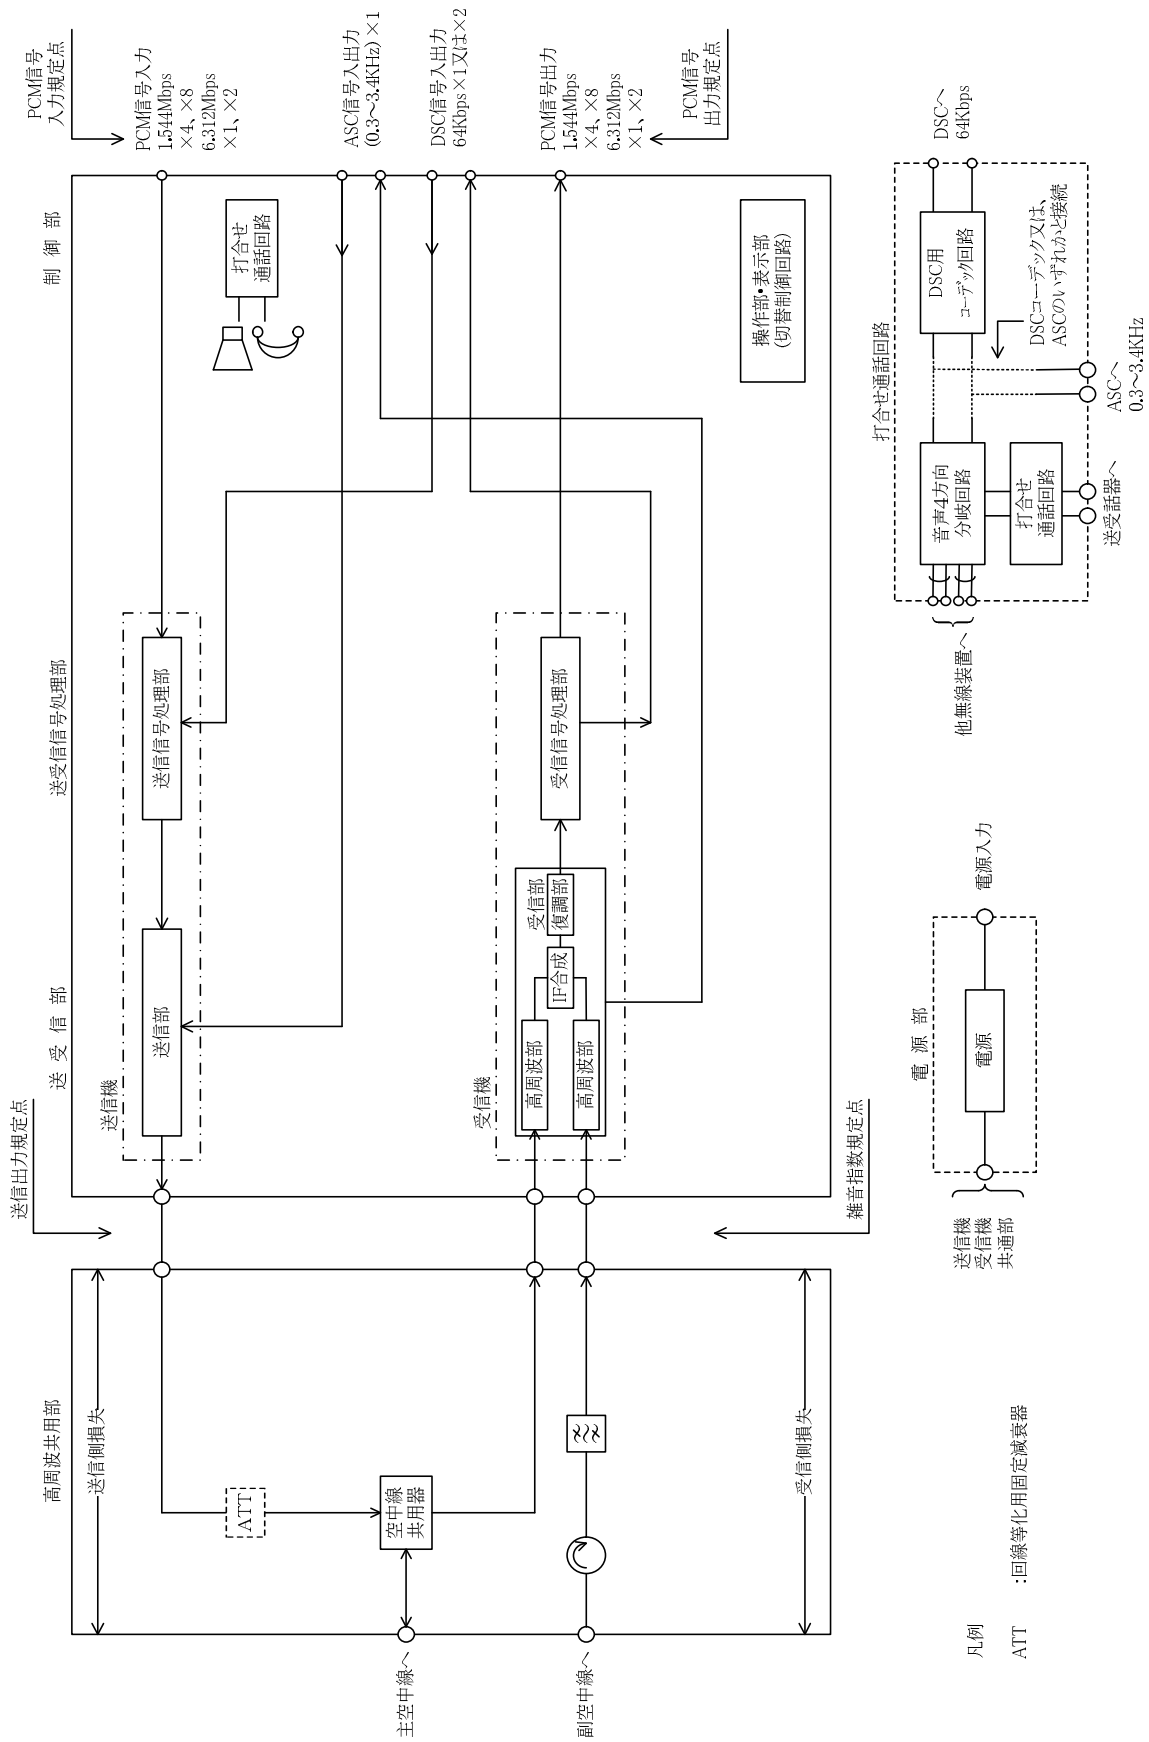 高周波共用部
送信側損失
ATT
空中線
共用器
主空中線へ
副空中線へ
受信側損失
送信出力規定点
雑音指数規定点
送 受 信 部
送信機
送信部
受信機
高周波部
高周波部
IF合成
受信部
復調部
送受信信号処理部
送信信号処理部
受信信号処理部
制 御 部
打合せ
通話回路
操作部・表示部
(切替制御回路)
PCM信号
入力規定点
PCM信号入力
1.544Mbps
×4、×8
6.312Mbps
×1、×2
ASC信号入出力
(0.3～3.4KHz)×1
DSC信号入出力
64Kbps×1又は×2
PCM信号出力
1.544Mbps
×4、×8
6.312Mbps
×1、×2
PCM信号
出力規定点
凡例
ATT
:回線等化用固定減衰器
電 源 部
電源
電源入力
送信機
受信機
共通部
打合せ通話回路
他無線装置へ
音声4方向
分岐回路
打合せ
通話回路
送受話器へ
DSC用
コーデック回路
DSCへ
64Kbps
DSCコーデック又は、
ASCのいずれかと接続
ASCへ
0.3～3.4KHz